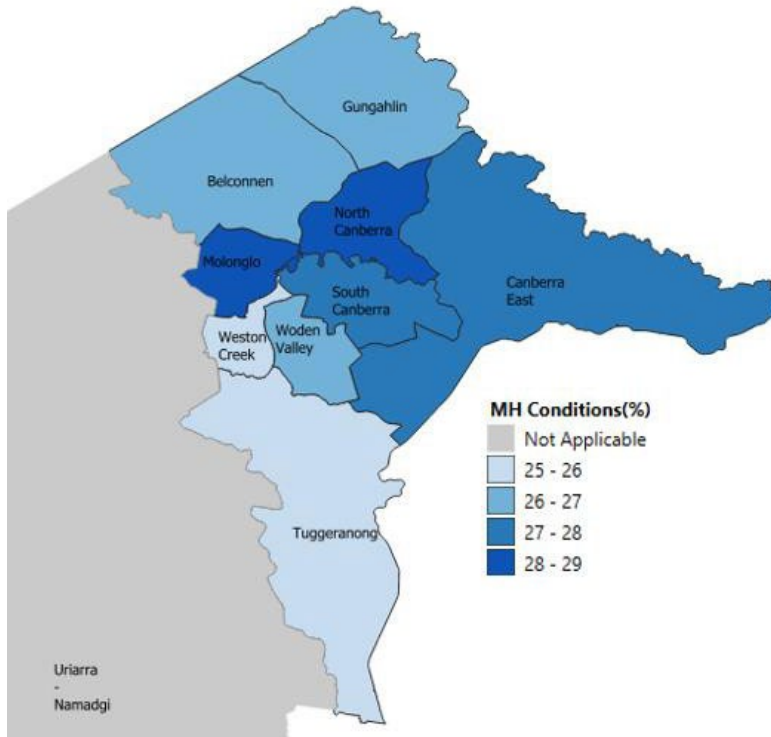 Gungahlin
Belconnen
North
Canberra
Molonglo
Canberra
East
South
Canberra
Weston
Creek
Woden
Valley
Tuggeranong
Uriarra
-
Namadgi
MH Conditions(%)
Not Applicable
25 - 26
26 - 27
27 - 28
28 - 29